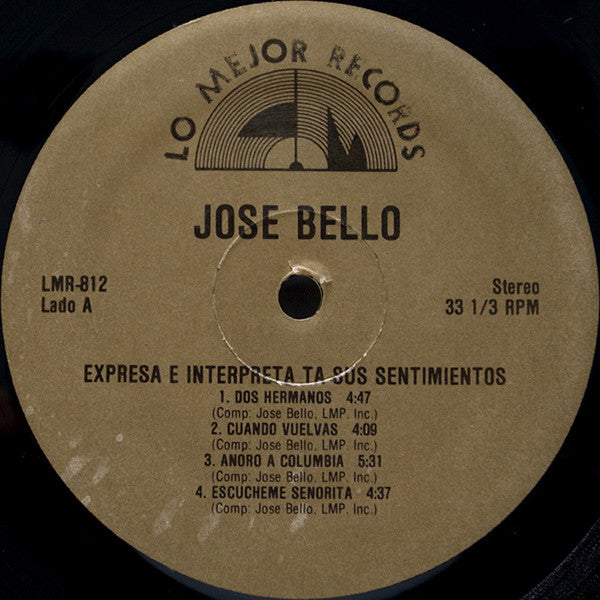 LO MEJOR RECORDS
JOSE BELLO
LMR-812
Lado A
Stereo
33 1/3 RPM
EXPRESA E INTERPRETA TA SUS SENTIMIENTOS
1. DOS HERMANOS 4:47
(Comp: Jose Bello, LMP. Inc.)
2. CUANDO VUELVAS 4:09
(Comp: Jose Bello, LMP. Inc.)
3. ANORO A COLUMBIA 5:31
(Comp: Jose Bello, LMP. Inc.)
4. ESCUCHEME SENORITA 4:37
(Comp: Jose Bello, LMP. Inc.)